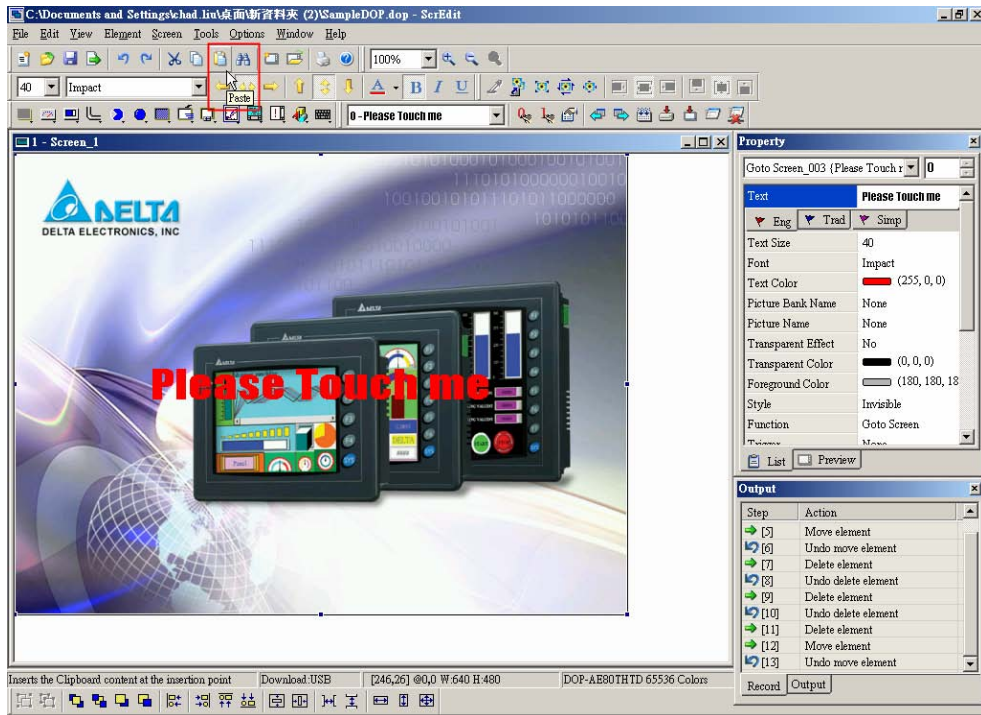 C:\Documents and Settings\chad.liu\桌面\新資料夾 (2)\SampleDOP.dop - ScrEdit
File Edit View Element Screen Tools Options Window Help
100%
40 Impact
Paste
0 - Please Touch me
1 - Screen_1
DELTA
DELTA ELECTRONICS, INC
Please Touch me
Property
Goto Screen_003 {Please Touch r 0
Text Please Touch me
Eng Trad Simp
Text Size 40
Font Impact
Text Color (255, 0, 0)
Picture Bank Name None
Picture Name None
Transparent Effect No
Transparent Color (0, 0, 0)
Foreground Color (180, 180, 18
Style Invisible
Function Goto Screen
Trigger None
List Preview
Output
Step Action
[5] Move element
[6] Undo move element
[7] Delete element
[8] Undo delete element
[9] Delete element
[10] Undo delete element
[11] Delete element
[12] Move element
[13] Undo move element
Record Output
Inserts the Clipboard content at the insertion point Download:USB [246,26] @0,0 W:640 H:480 DOP-AE80THTD 65536 Colors